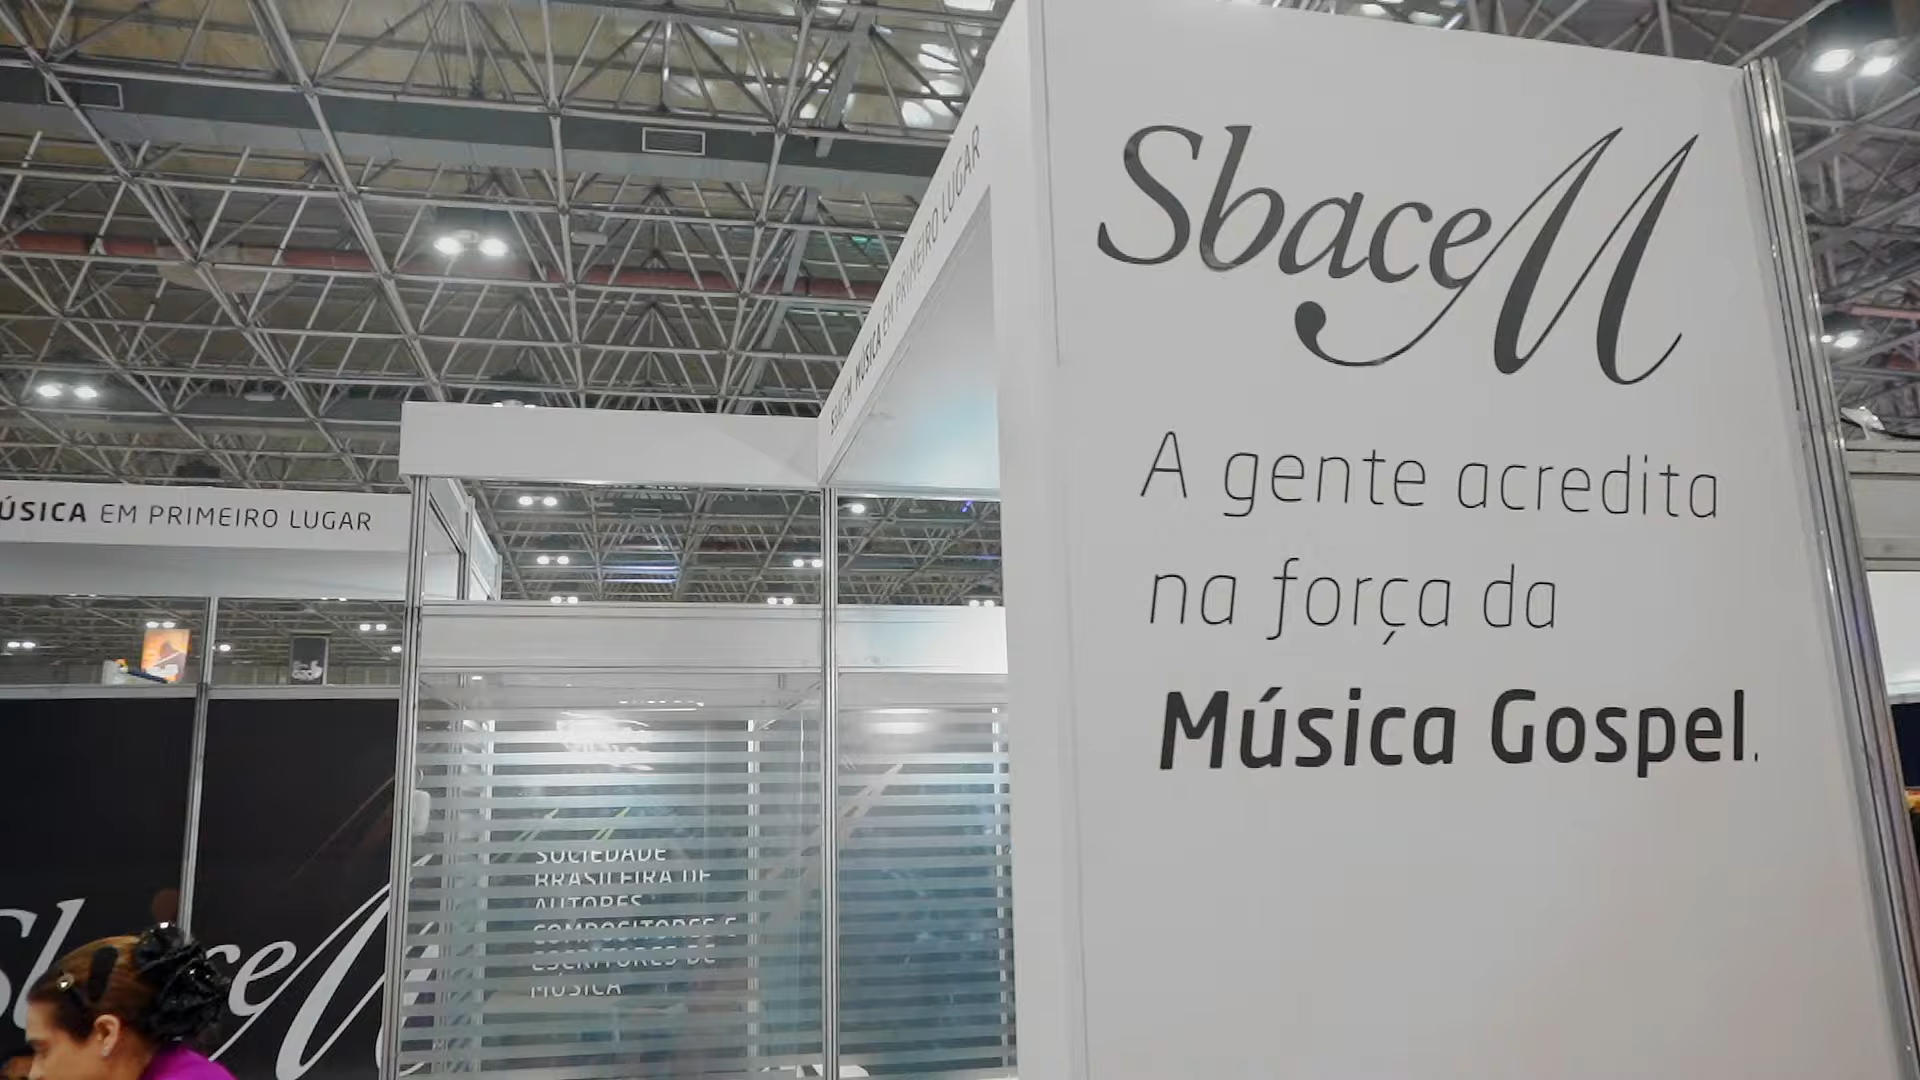 SbaceM
A gente acredita
na força da
Música Gospel.
SBACEM MÚSICA EM PRIMEIRO LUGAR
ÚSICA EM PRIMEIRO LUGAR
SOCIEDADE
BRASILEIRA DE
AUTORES
COMPOSITORES E
ESCRITORES DE
MÚSICA